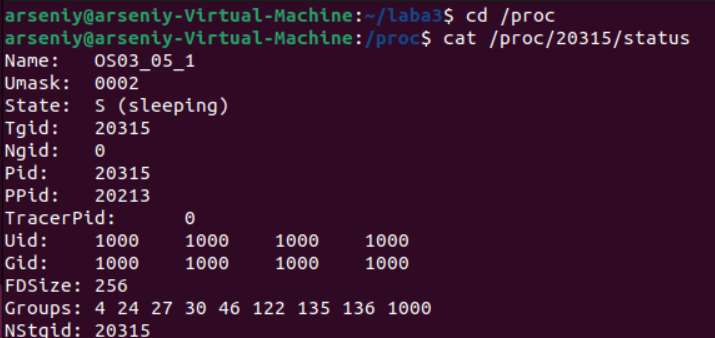 arseniy@arseniy-Virtual-Machine:~/laba3$ cd /proc
arseniy@arseniy-Virtual-Machine:/proc$ cat /proc/20315/status
Name:   OS03_05_1
Umask:  0002
State:  S (sleeping)
Tgid:   20315
Ngid:   0
Pid:    20315
PPid:   20213
TracerPid:      0
Uid:    1000    1000    1000    1000
Gid:    1000    1000    1000    1000
FDSize: 256
Groups: 4 24 27 30 46 122 135 136 1000
NStgid: 20315